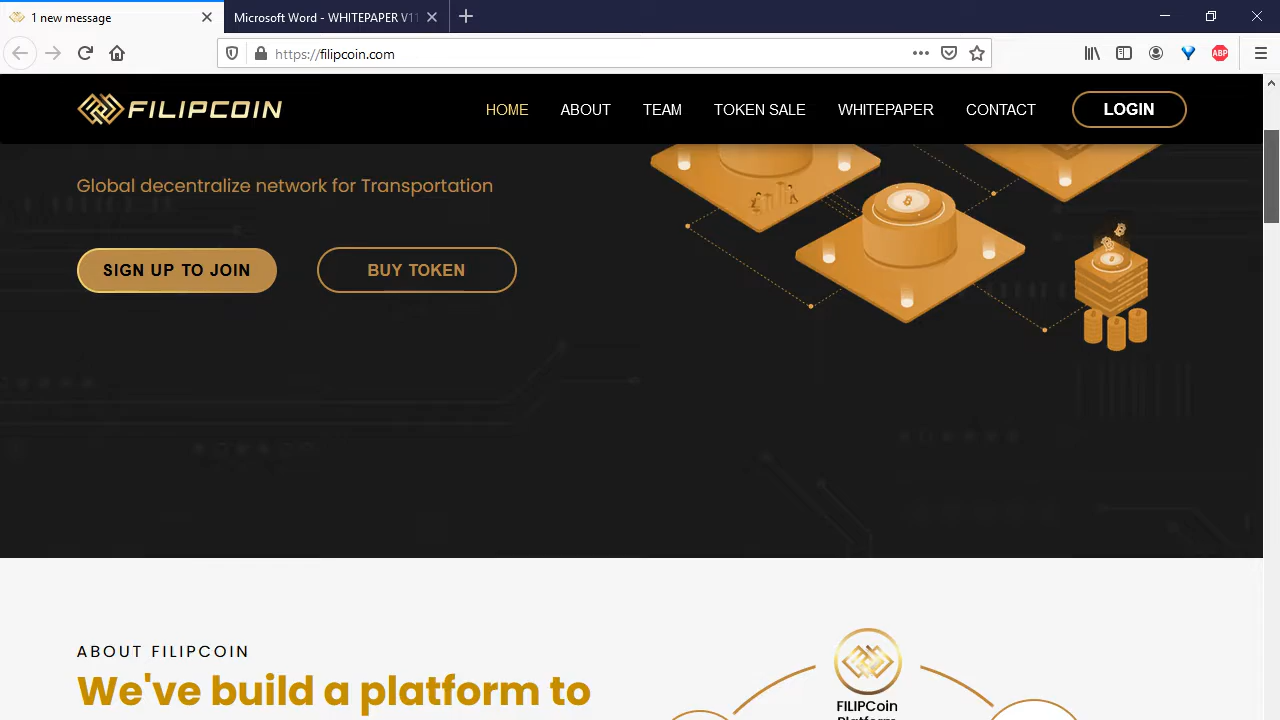 1 new message
Microsoft Word - WHITEPAPER V1
https://filipcoin.com
ABP
FILIPCOIN
HOME
ABOUT
TEAM
TOKEN SALE
WHITEPAPER
CONTACT
LOGIN
Global decentralize network for Transportation
SIGN UP TO JOIN
BUY TOKEN
ABOUT FILIPCOIN
We've build a platform to
FILIPCoin
Platform